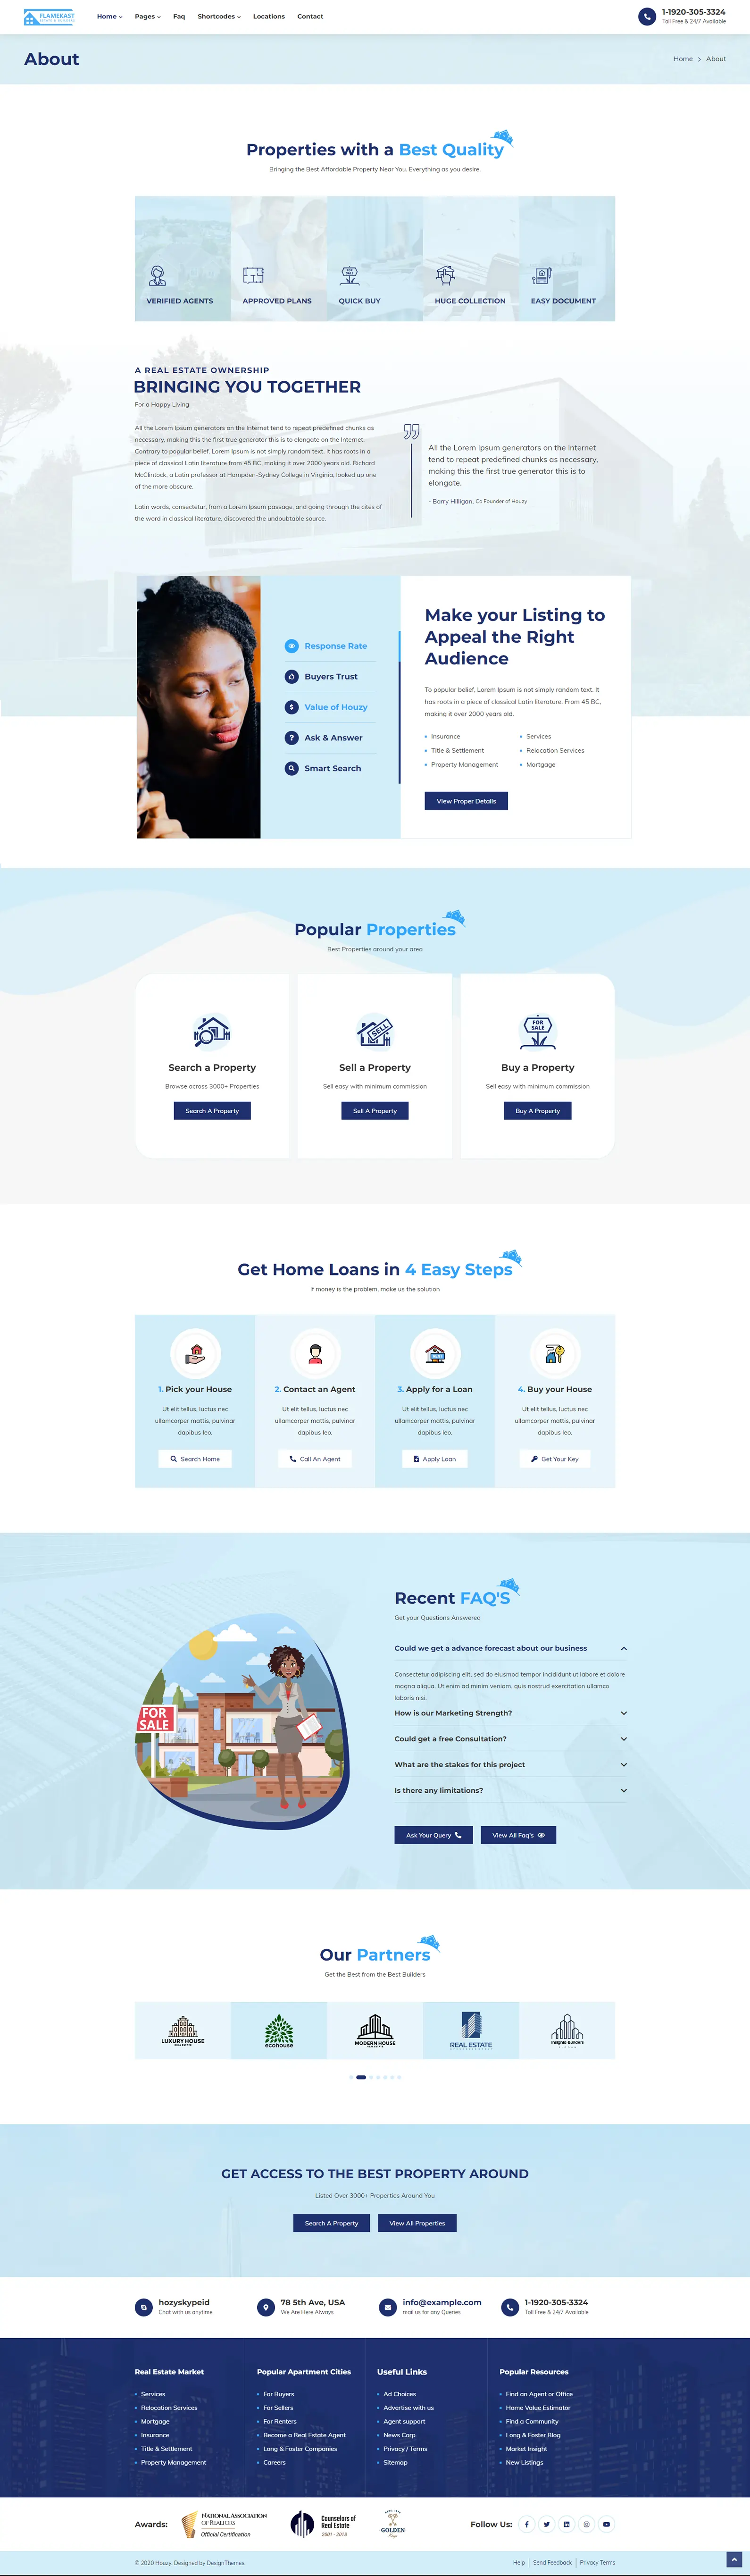 FLAMEKAST
Home
Pages
Faq
Shortcodes
Locations
Contact
1-1920-305-3324
Toll Free & 24/7 Available
About
Home > About
Properties with a Best Quality
Bringing the Best Affordable Property Near You. Everything as you desire.
VERIFIED AGENTS
APPROVED PLANS
QUICK BUY
HUGE COLLECTION
EASY DOCUMENT
A REAL ESTATE OWNERSHIP
BRINGING YOU TOGETHER
For a Happy Living
All the Lorem Ipsum generators on the Internet tend to repeat predefined chunks as
necessary, making this the first true generator this is to elongate on the Internet.
Contrary to popular belief, Lorem Ipsum is not simply random text. It has roots in a
piece of classical Latin literature from 45 BC, making it over 2000 years old. Richard
McClintock, a Latin professor at Hampden-Sydney College in Virginia, looked up one
of the more obscure.
Latin words, consectetur, from a Lorem Ipsum passage, and going through the cites of
the word in classical literature, discovered the undoubtable source.
All the Lorem Ipsum generators on the Internet
tend to repeat predefined chunks as necessary,
making this the first true generator this is to
elongate.
- Barry Hilligan, Co Founder of Houzy
Response Rate
Buyers Trust
Value of Houzy
Ask & Answer
Smart Search
Make your Listing to
Appeal the Right
Audience
To popular belief, Lorem Ipsum is not simply random text. It
has roots in a piece of classical Latin literature. From 45 BC,
making it over 2000 years old.
Insurance
Services
Title & Settlement
Relocation Services
Property Management
Mortgage
View Proper Details
Popular Properties
Best Properties around your area
Search a Property
Browse across 3000+ Properties
Search A Property
SELL
Sell a Property
Sell easy with minimum commission
Sell A Property
FOR
SALE
Buy a Property
Sell easy with minimum commission
Buy A Property
Get Home Loans in 4 Easy Steps
If money is the problem, make us the solution
1. Pick your House
Ut elit tellus, luctus nec
ullamcorper mattis, pulvinar
dapibus leo.
Search Home
2. Contact an Agent
Ut elit tellus, luctus nec
ullamcorper mattis, pulvinar
dapibus leo.
Call An Agent
3. Apply for a Loan
Ut elit tellus, luctus nec
ullamcorper mattis, pulvinar
dapibus leo.
Apply Loan
4. Buy your House
Ut elit tellus, luctus nec
ullamcorper mattis, pulvinar
dapibus leo.
Get Your Key
FOR
SALE
Recent FAQ'S
Get your Questions Answered
Could we get a advance forecast about our business
Consectetur adipiscing elit, sed do eiusmod tempor incididunt ut labore et dolore
magna aliqua. Ut enim ad minim veniam, quis nostrud exercitation ullamco
laboris nisi.
How is our Marketing Strength?
Could get a free Consultation?
What are the stakes for this project
Is there any limitations?
Ask Your Query
View All Faq's
Our Partners
Get the Best from the Best Builders
LUXURY HOUSE
REAL ESTATE
ecohouse
MODERN HOUSE
REAL ESTATE
REAL ESTATE
Insignia Builders
GET ACCESS TO THE BEST PROPERTY AROUND
Listed Over 3000+ Properties Around You
Search A Property
View All Properties
hozyskypeid
Chat with us anytime
78 5th Ave, USA
We Are Here Always
info@example.com
mail us for any Queries
1-1920-305-3324
Toll Free & 24/7 Available
Real Estate Market
Services
Relocation Services
Mortgage
Insurance
Title & Settlement
Property Management
Popular Apartment Cities
For Buyers
For Sellers
For Renters
Become a Real Estate Agent
Long & Foster Companies
Careers
Useful Links
Ad Choices
Advertise with us
Agent support
News Carp
Privacy / Terms
Sitemap
Popular Resources
Find an Agent or Office
Home Value Estimator
Find a Community
Long & Foster Blog
Market Insight
New Listings
Awards:
NATIONAL ASSOCIATION
OF REALTORS
Official Certification
Counselors of
Real Estate
2001 - 2018
GOLDEN
Keys
Follow Us:
© 2020 Houzy. Designed by DesignThemes.
Help
Send Feedback
Privacy Terms